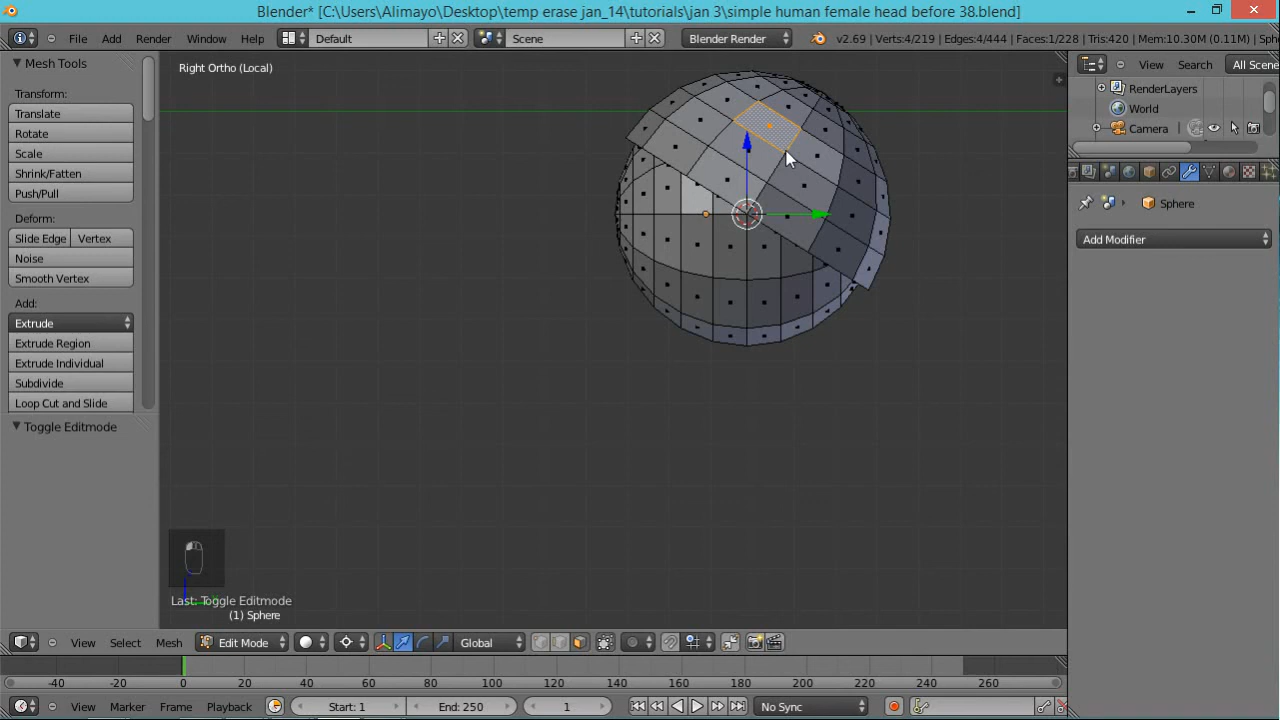 Blender* [C:\Users\Alimayo\Desktop\temp erase jan_14\tutorials\jan 3\simple human female head before 38.blend]
File Add Render Window Help Default Scene Blender Render v2.69 | Verts:4/219 | Edges:4/444 | Faces:1/228 | Tris:420 | Mem:10.30M (0.11M) | Sph
Mesh Tools
Transform:
Translate
Rotate
Scale
Shrink/Fatten
Push/Pull
Deform:
Slide Edge Vertex
Noise
Smooth Vertex
Add:
Extrude
Extrude Region
Extrude Individual
Subdivide
Loop Cut and Slide
Toggle Editmode
Right Ortho (Local)
Last: Toggle Editmode
(1) Sphere
View Select Mesh Edit Mode Global
View Search All Scene
RenderLayers
World
Camera
Sphere
Add Modifier
-40 -20 0 20 40 60 80 100 120 140 160 180 200 220 240 260
View Marker Frame Playback Start: 1 End: 250 1 No Sync